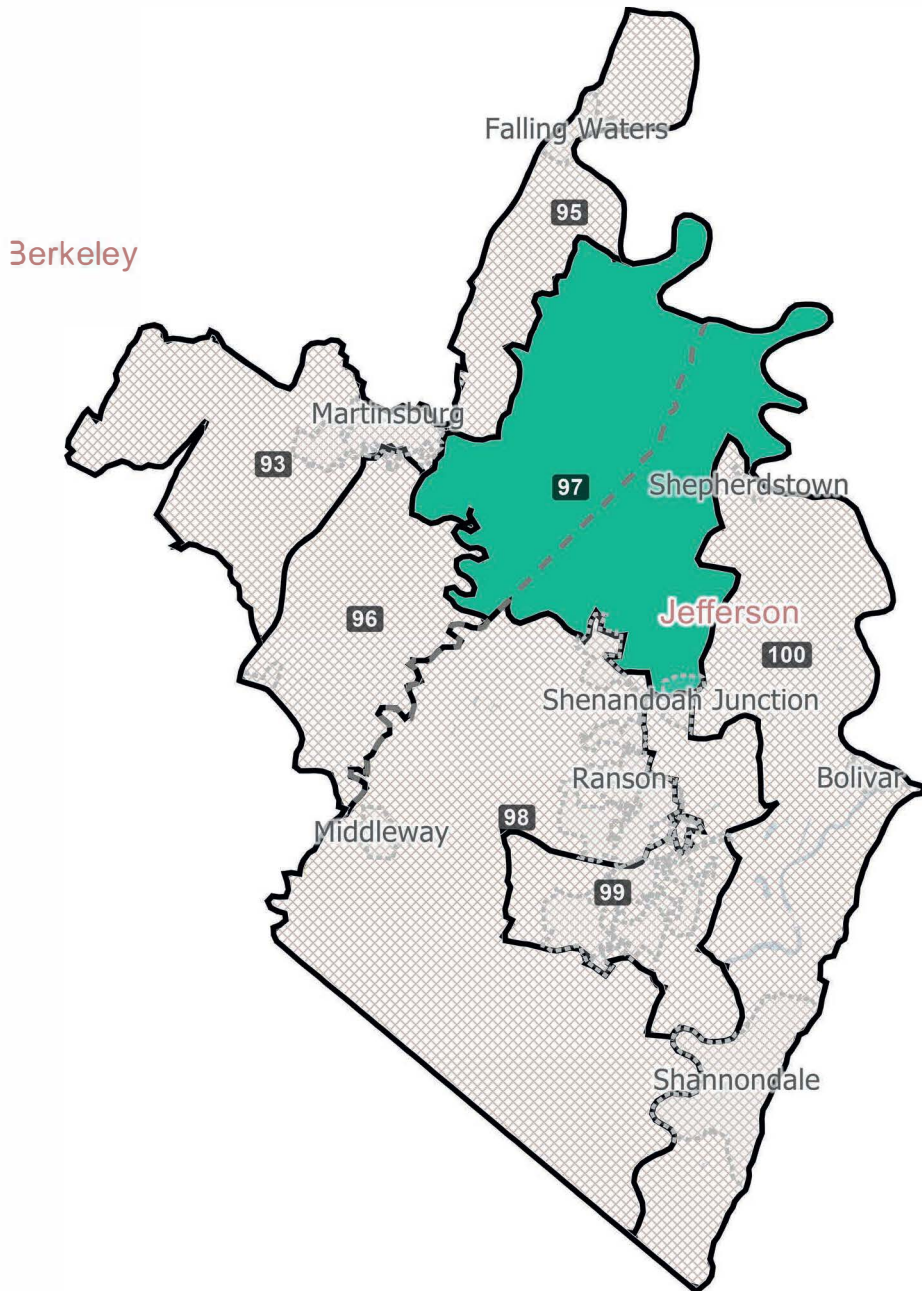 Falling Waters
95
Berkeley
Martinsburg
93
97
Shepherdstown
96
Jefferson
100
Shenandoah Junction
Ranson
Bolivar
98
Middleway
99
Shannondale